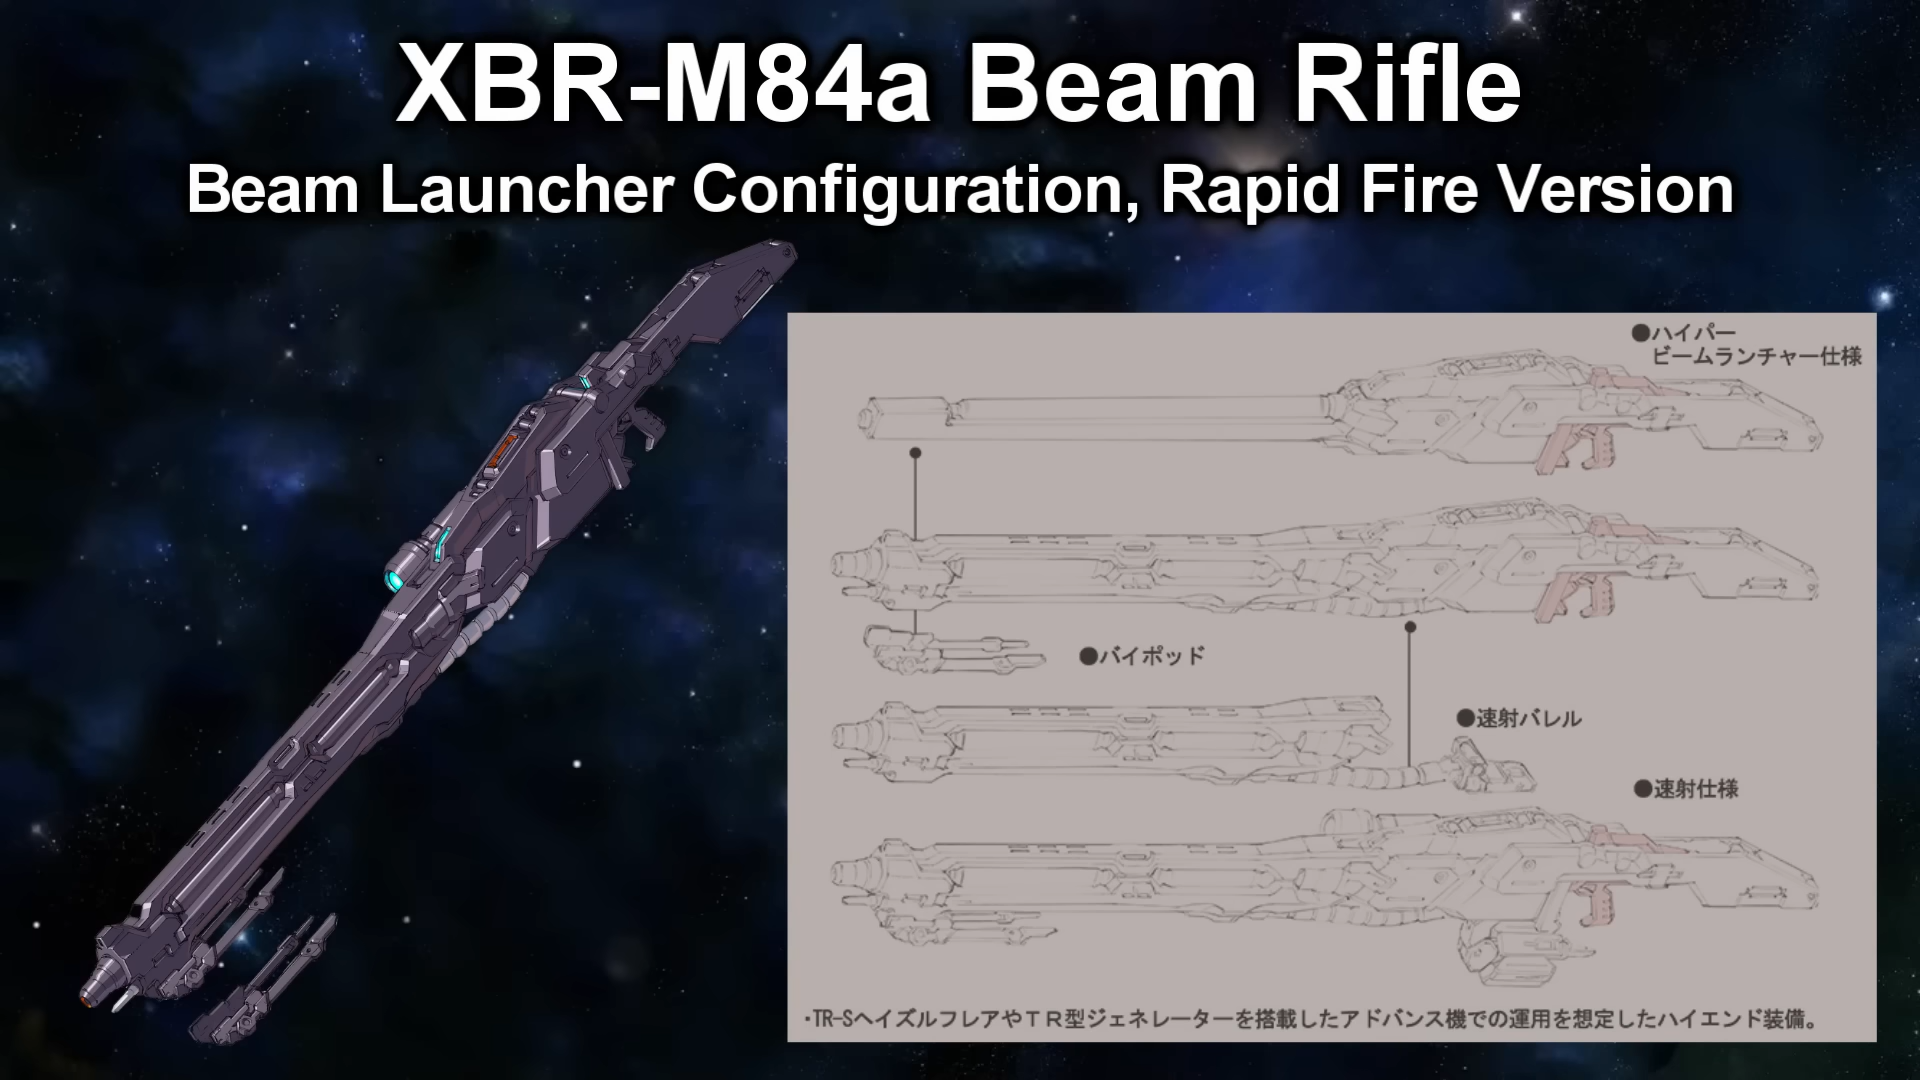 XBR-M84a Beam Rifle
Beam Launcher Configuration, Rapid Fire Version
●ハイパー
ビームランチャー仕様
●バイポッド
●速射バレル
●速射仕様
・TR-SヘイズルフレアやTR型ジェネレーターを搭載したアドバンス機での運用を想定したハイエンド装備。